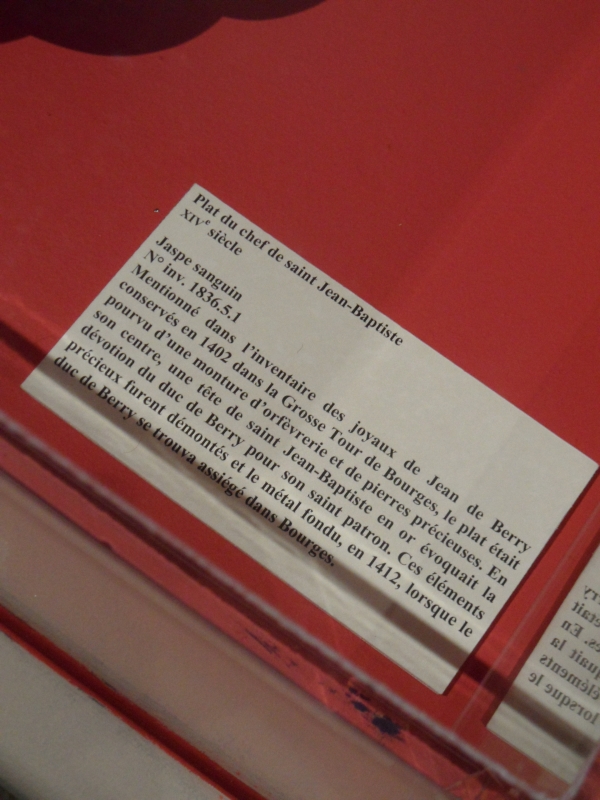 Plat du chef de saint Jean-Baptiste
XIVe siècle
Jaspe sanguin
N° inv. 1836.5.1
Mentionné dans l'inventaire des joyaux de Jean de Berry
conservés en 1402 dans la Grosse Tour de Bourges, le plat était
pourvu d'une monture d'orfèvrerie et de pierres précieuses. En
son centre, une tête de saint Jean-Baptiste en or évoquait la
dévotion du duc de Berry pour son saint patron. Ces éléments
précieux furent démontés et le métal fondu, en 1412, lorsque le
duc de Berry se trouva assiégé dans Bourges.